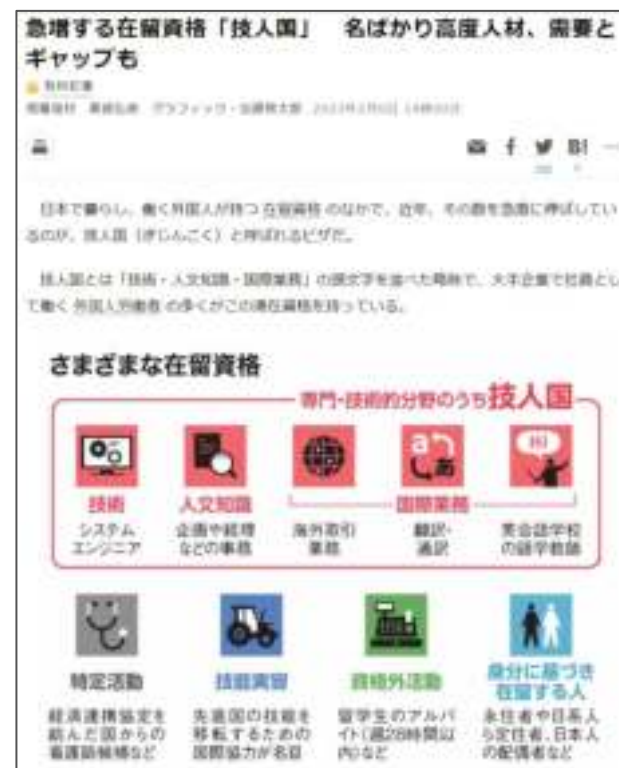 急増する在留資格「技人国」　名ばかり高度人材、需要と
ギャップも
有料記事
日本で暮らし、働く外国人が持つ 在留資格 のなかで、近年、その数を急激に伸ばしてい
るのが、技人国（ぎじんこく）と呼ばれるビザだ。
技人国とは「技術・人文知識・国際業務」の頭文字を並べた略称で、大手企業で社員とし
て働く 外国人労働者 の多くがこの在留資格を持っている。
さまざまな在留資格
専門・技術的分野のうち技人国
技術
人文知識
国際業務
システム
エンジニア
企画や経理
などの事務
海外取引
業務
翻訳・
通訳
英会話学校
の語学教師
特定活動
技能実習
資格外活動
身分に基づき
在留する人
経済連携協定を
結んだ国からの
看護師候補など
先進国の技能を
移転するための
国際協力が名目
留学生のアルバ
イト(週28時間以
内)など
永住者や日系人
ら定住者、日本人
の配偶者など